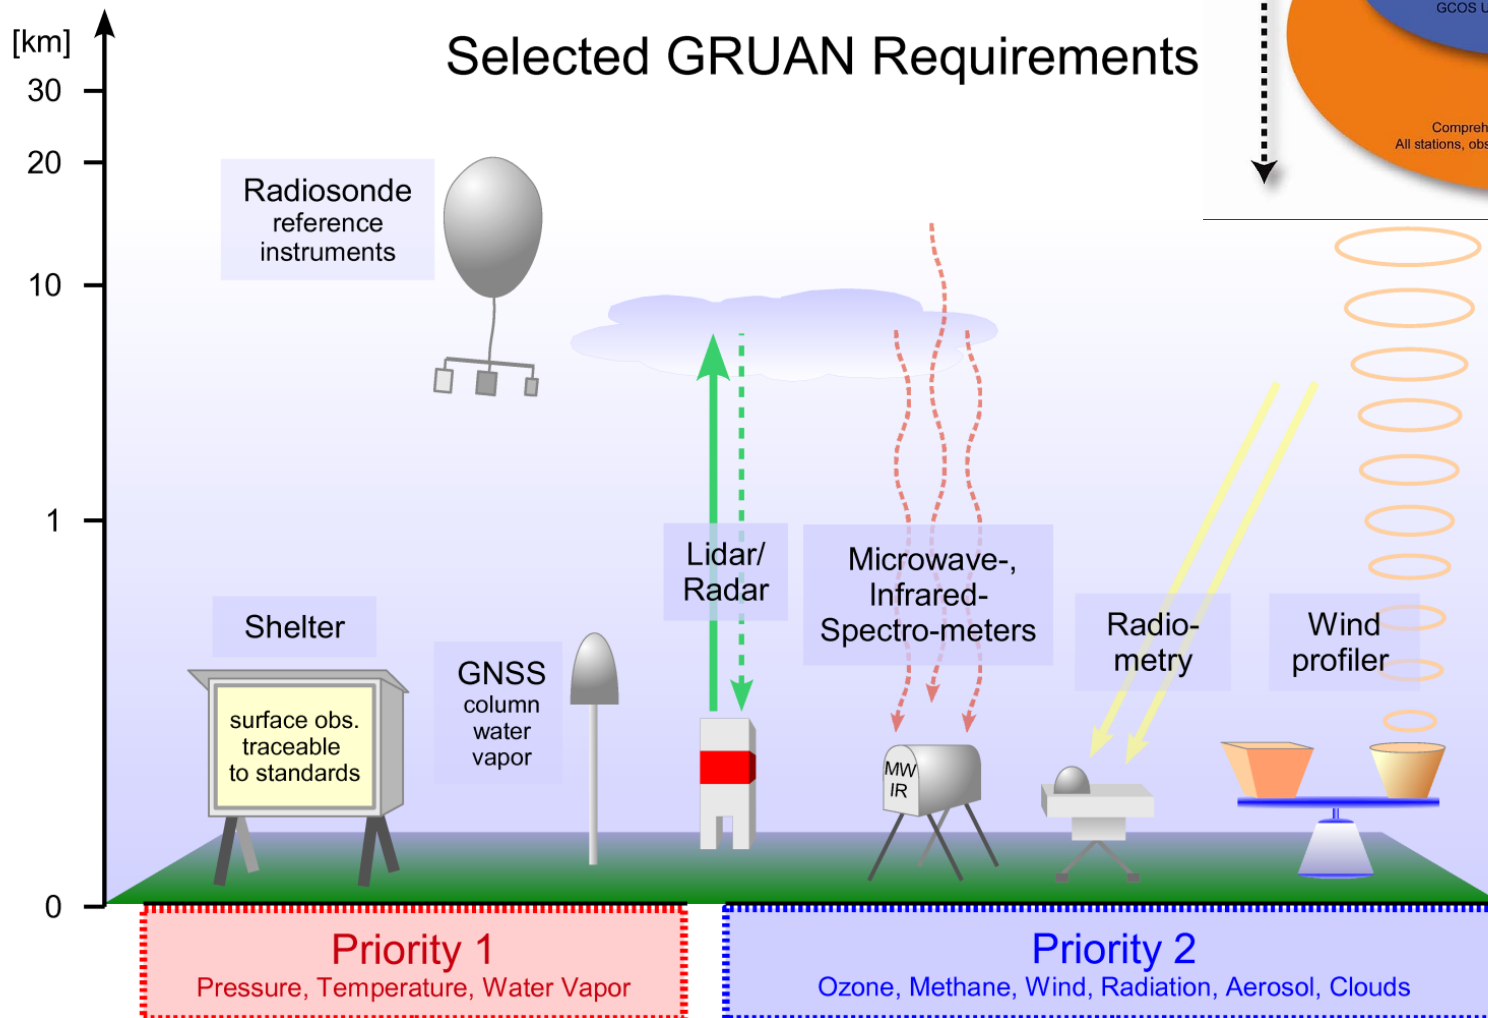 Selected GRUAN Requirements
[km]
30
20
10
1
0
GCOS
All stations,
Radiosonde
reference
instruments
Lidar/
Radar
Microwave-,
Infrared-
Spectro-meters
Radio-
metry
Wind
profiler
Shelter
surface obs.
traceable
to standards
GNSS
column
water
vapor
MW
IR
Priority 1
Pressure, Temperature, Water Vapor
Priority 2
Ozone, Methane, Wind, Radiation, Aerosol, Clouds